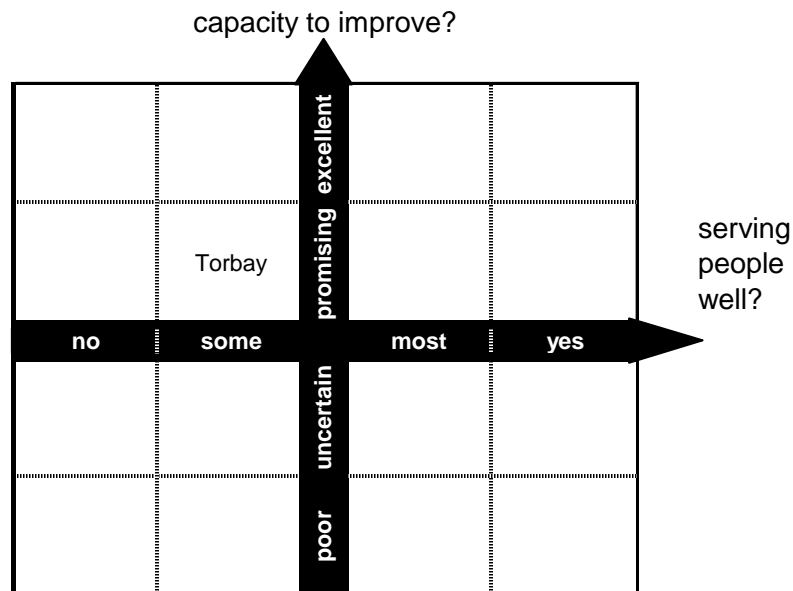 capacity to improve?
excellent
promising
Torbay
serving
people
well?
no some most yes
uncertain
poor